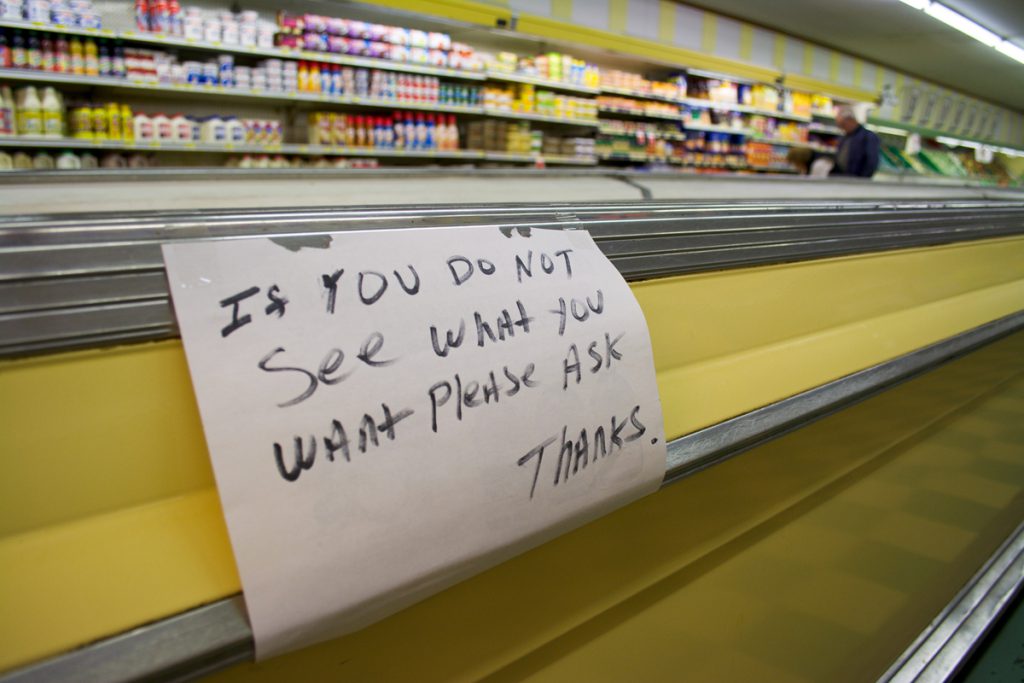 If YOU DO NOT
See what you
want please Ask
Thanks.